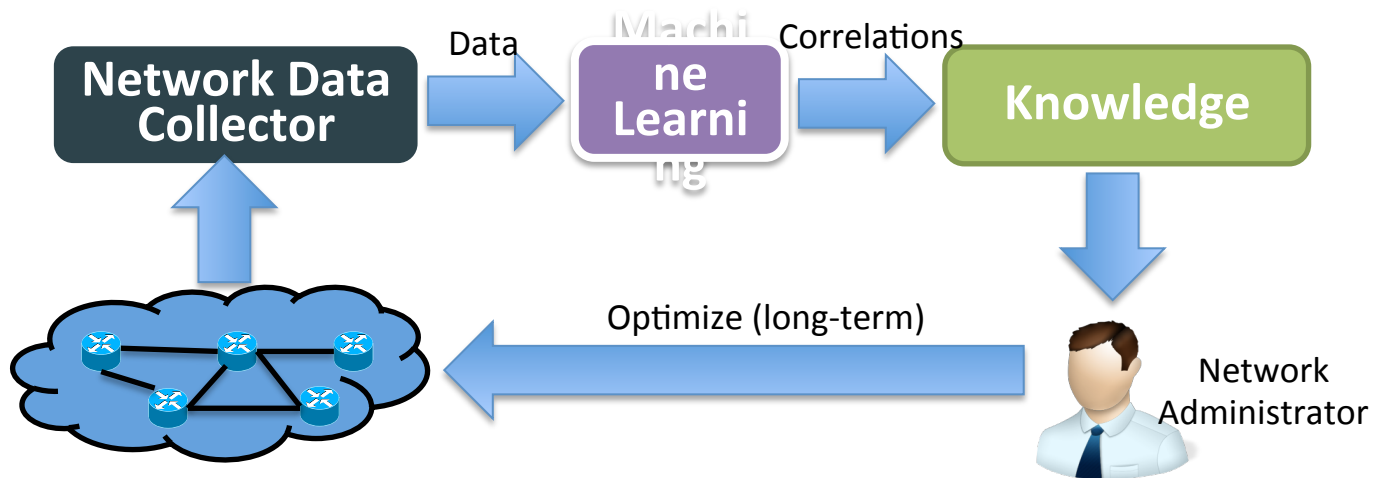 Data
Correlations
Network Data
Collector
Machi
ne
Learni
ng
Knowledge
Optimize (long-term)
Network
Administrator